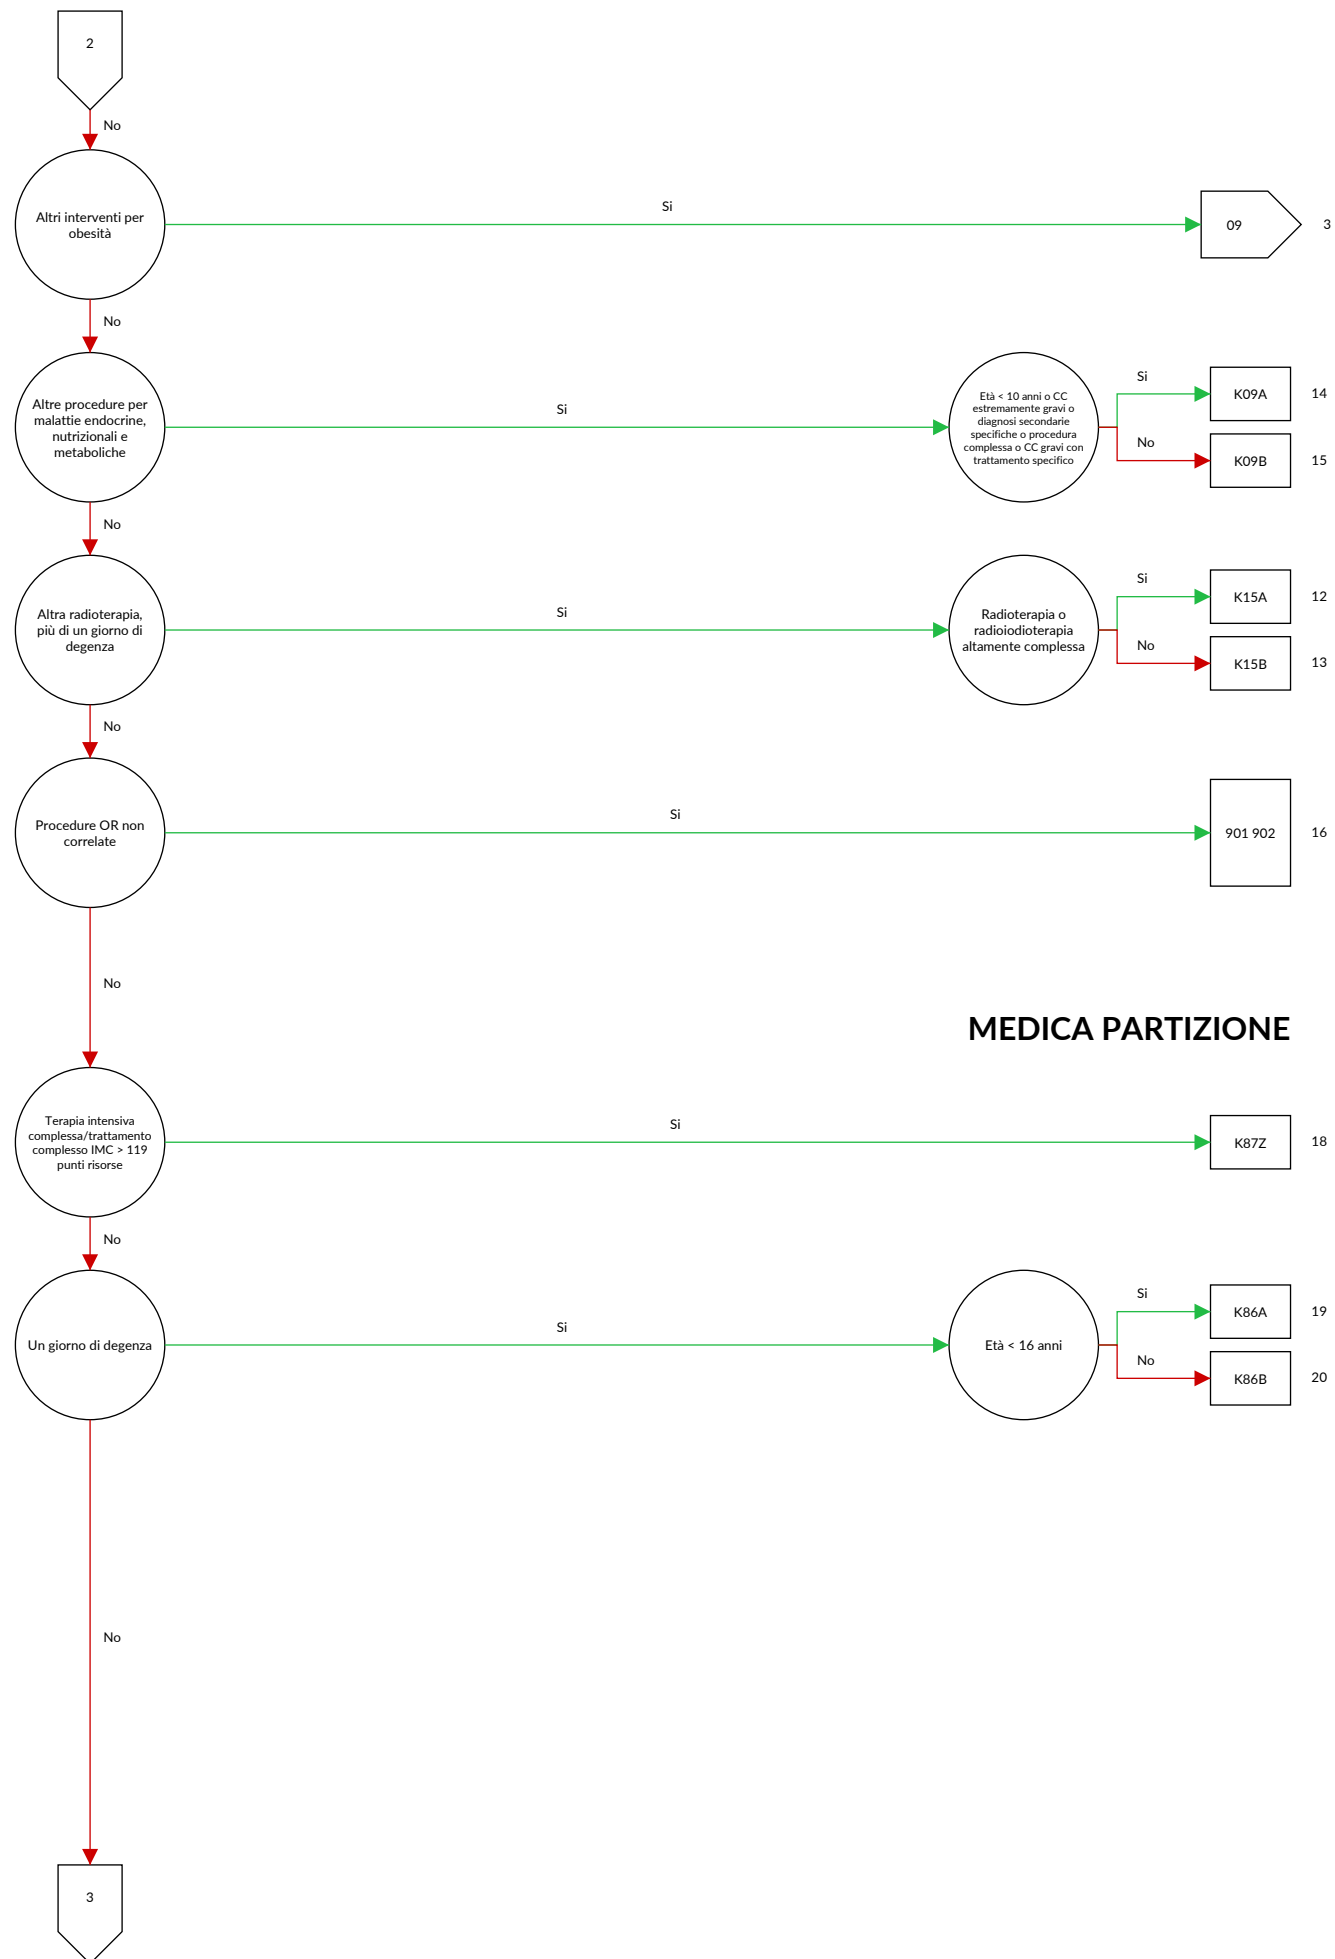 2
No
Altri interventi per
obesità
Si
09
3
No
Altre procedure per
malattie endocrine,
nutrizionali e
metaboliche
Si
Età < 10 anni o CC
estremamente gravi o
diagnosi secondarie
specifiche o procedura
complessa o CC gravi con
trattamento specifico
Si
K09A
14
No
K09B
15
No
Altra radioterapia,
più di un giorno di
degenza
Si
Radioterapia o
radioiodioterapia
altamente complessa
Si
K15A
12
No
K15B
13
No
Procedure OR non
correlate
Si
901 902
16
No
MEDICA PARTIZIONE
Terapia intensiva
complessa/trattamento
complesso IMC > 119
punti risorse
Si
K87Z
18
No
Un giorno di degenza
Si
Età < 16 anni
Si
K86A
19
No
K86B
20
No
3